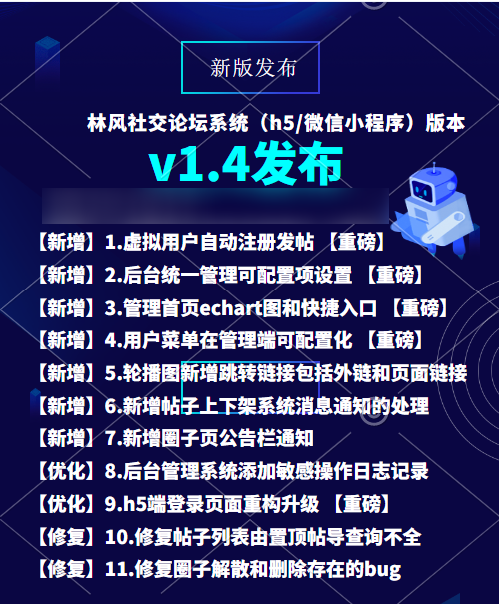 新版发布
林风社交论坛系统（h5/微信小程序）版本
v1.4发布
【新增】1.虚拟用户自动注册发帖 【重磅】
【新增】2.后台统一管理可配置项设置 【重磅】
【新增】3.管理首页echart图和快捷入口 【重磅】
【新增】4.用户菜单在管理端可配置化 【重磅】
【新增】5.轮播图新增跳转链接包括外链和页面链接
【新增】6.新增帖子上下架系统消息通知的处理
【新增】7.新增圈子页公告栏通知
【优化】8.后台管理系统添加敏感操作日志记录
【优化】9.h5端登录页面重构升级 【重磅】
【修复】10.修复帖子列表由置顶帖导查询不全
【修复】11.修复圈子解散和删除存在的bug